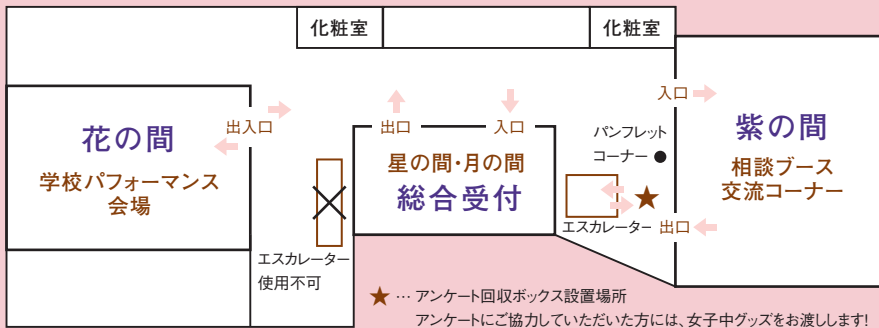 化粧室
化粧室
花の間
学校パフォーマンス
会場
出入口
出口
入口
星の間・月の間
総合受付
パンフレット
コーナー ●
入口
紫の間
相談ブース
交流コーナー
エスカレーター
出口
エスカレーター
使用不可
★ … アンケート回収ボックス設置場所
アンケートにご協力していただいた方には、女子中グッズをお渡しします!